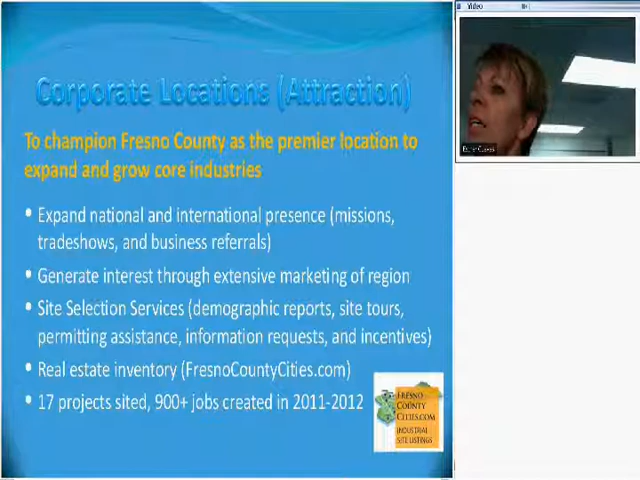 Video
Corporate Locations (Attraction)
To champion Fresno County as the premier location to
expand and grow core industries
• Expand national and international presence (missions,
tradeshows, and business referrals)
• Generate interest through extensive marketing of region
• Site Selection Services (demographic reports, site tours,
permitting assistance, information requests, and incentives)
• Real estate inventory (FresnoCountyCities.com)
• 17 projects sited, 900+ jobs created in 2011-2012
FRESNO
COUNTY
CITIES.COM
INDUSTRIAL
SITE LISTINGS